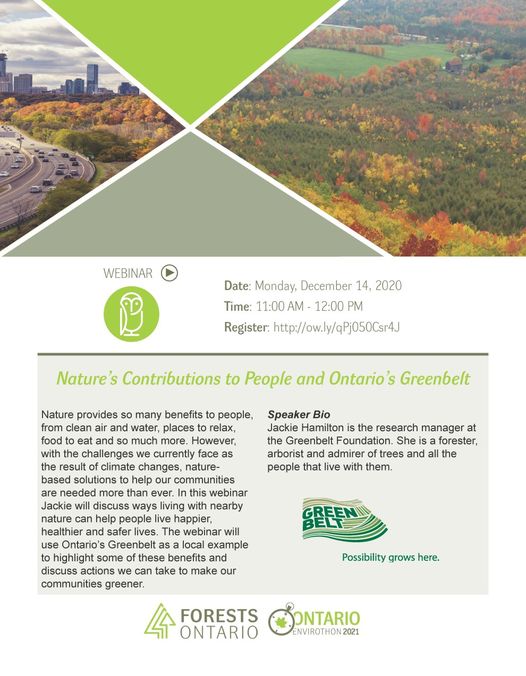 WEBINAR
Date: Monday, December 14, 2020
Time: 11:00 AM - 12:00 PM
Register: http://ow.ly/qPj050Csr4J
Nature's Contributions to People and Ontario's Greenbelt
Nature provides so many benefits to people,
from clean air and water, places to relax,
food to eat and so much more. However,
with the challenges we currently face as
the result of climate changes, nature-
based solutions to help our communities
are needed more than ever. In this webinar
Jackie will discuss ways living with nearby
nature can help people live happier,
healthier and safer lives. The webinar will
use Ontario's Greenbelt as a local example
to highlight some of these benefits and
discuss actions we can take to make our
communities greener.
Speaker Bio
Jackie Hamilton is the research manager at
the Greenbelt Foundation. She is a forester,
arborist and admirer of trees and all the
people that live with them.
GREEN
BELT
Possibility grows here.
FORESTS
ONTARIO
ONTARIO
ENVIROTHON 2021